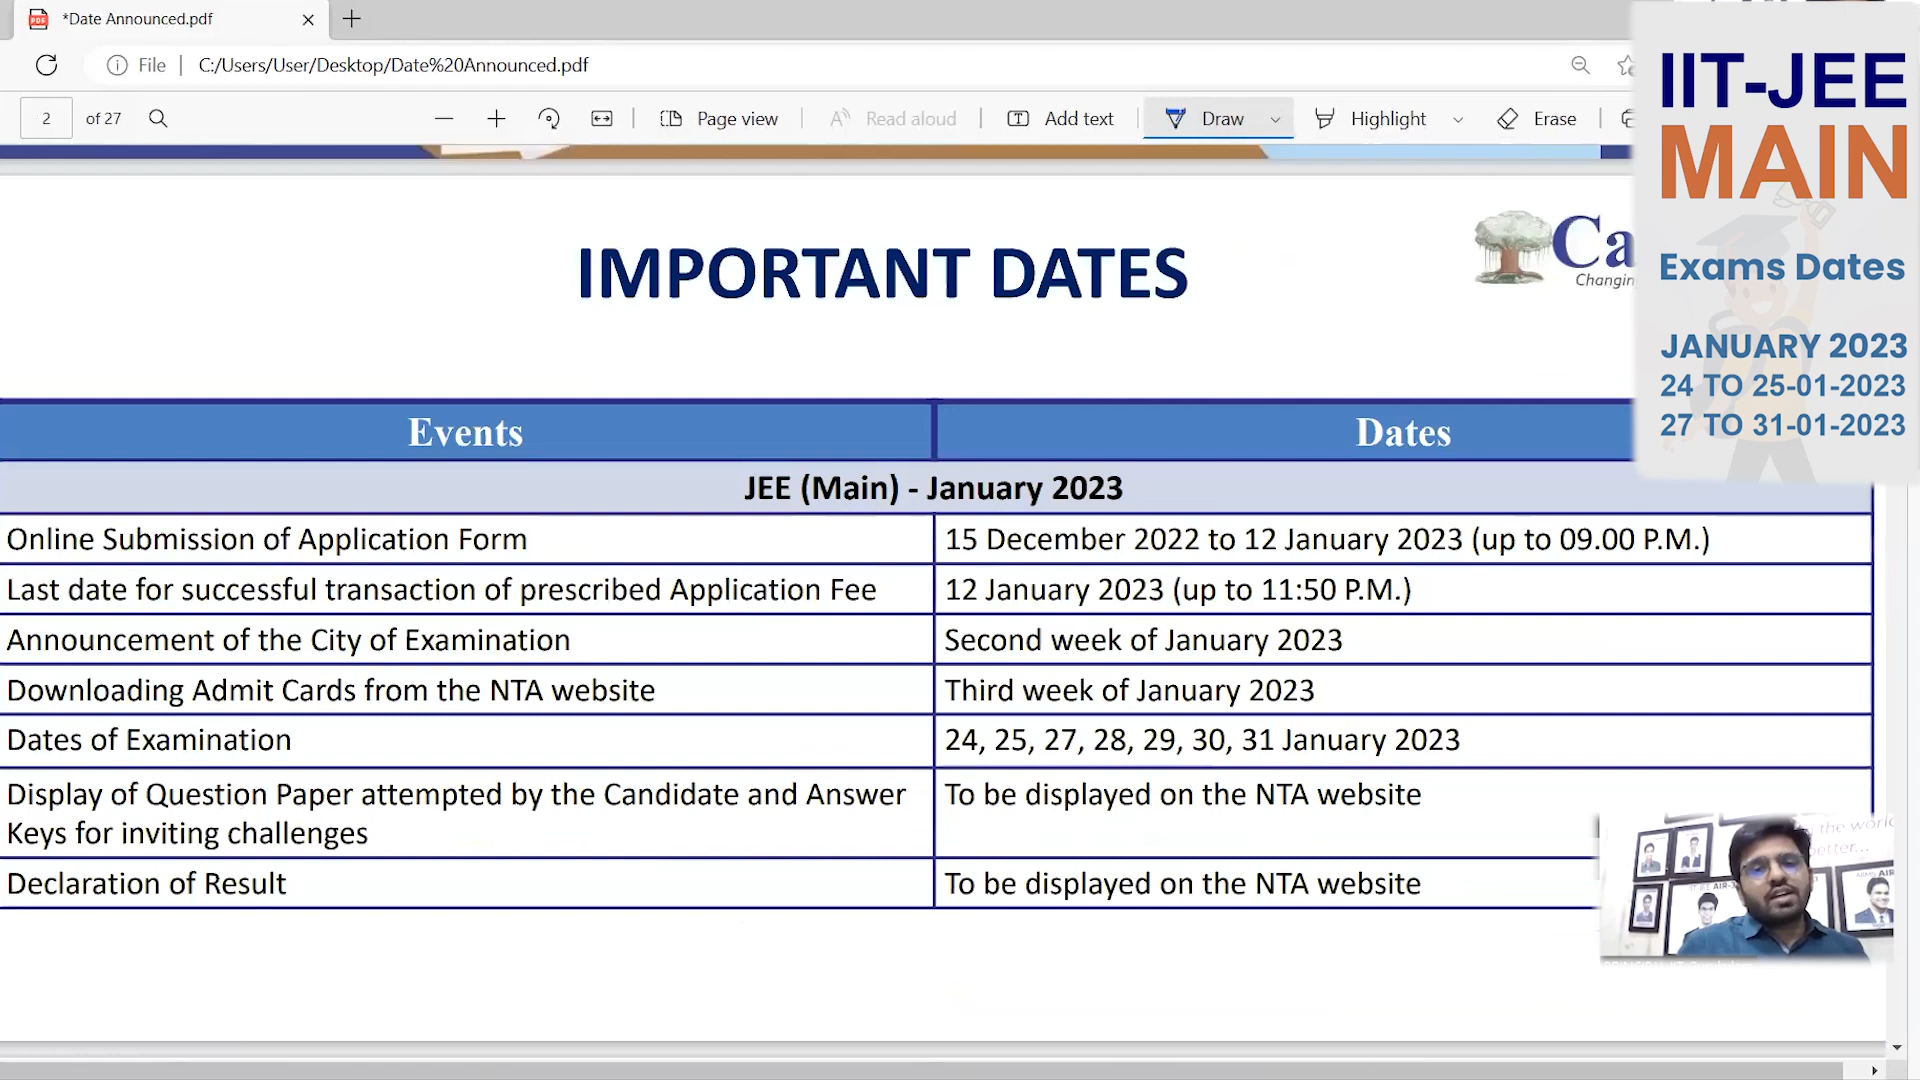 *Date Announced.pdf
File
C:/Users/User/Desktop/Date%20Announced.pdf
2 of 27
Page view
Read aloud
Add text
Draw
Highlight
Erase
IIT-JEE
MAIN
Exams Dates
JANUARY 2023
24 TO 25-01-2023
27 TO 31-01-2023
IMPORTANT DATES
Ca
Changin
Events Dates
JEE (Main) - January 2023
Online Submission of Application Form 15 December 2022 to 12 January 2023 (up to 09.00 P.M.)
Last date for successful transaction of prescribed Application Fee 12 January 2023 (up to 11:50 P.M.)
Announcement of the City of Examination Second week of January 2023
Downloading Admit Cards from the NTA website Third week of January 2023
Dates of Examination 24, 25, 27, 28, 29, 30, 31 January 2023
Display of Question Paper attempted by the Candidate and Answer To be displayed on the NTA website
Keys for inviting challenges
Declaration of Result To be displayed on the NTA website
the world
better...